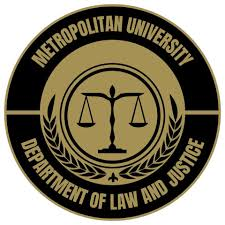 METROPOLITAN UNIVERSITY
DEPARTMENT OF LAW AND JUSTICE